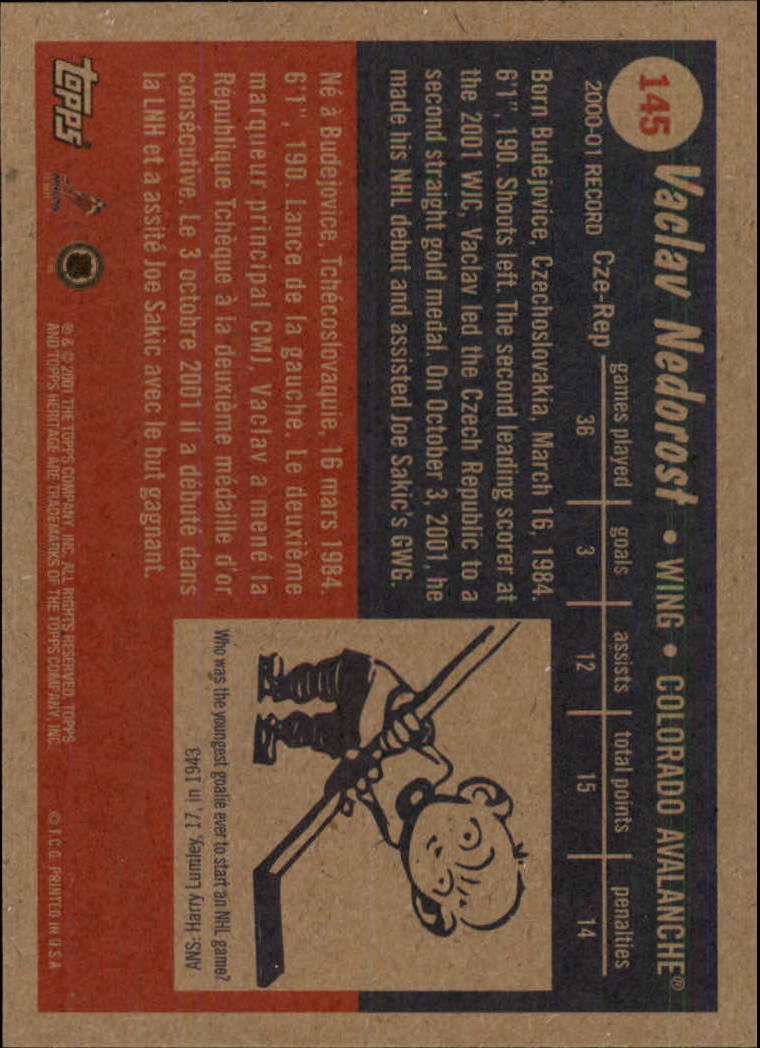 145
Vaclav Nedorost • WING • COLORADO AVALANCHE®
games played goals assists total points penalties
2000-01 RECORD Cze-Rep 36 3 12 15 14
Born Budejovice, Czechoslovakia, March 16, 1984.
6'1", 190. Shoots left. The second leading scorer at
the 2001 WJC, Vaclav led the Czech Republic to a
second straight gold medal. On October 3, 2001, he
made his NHL debut and assisted Joe Sakic's GWG.
Né à Budejovice, Tchécoslovaquie, 16 mars 1984.
6'1", 190. Lance de la gauche. Le deuxième
marqueur principal CMJ, Vaclav a mené la
République Tchèque à la deuxième médaille d'or
consécutive. Le 3 octobre 2001 il a débuté dans
la LNH et a assité Joe Sakic avec le but gagnant.
Who was the youngest goalie ever to start an NHL game?
ANS: Harry Lumley, 17, in 1943
topps
NHLPA
® & © 2001 THE TOPPS COMPANY, INC. ALL RIGHTS RESERVED. TOPPS
AND TOPPS HERITAGE ARE TRADEMARKS OF THE TOPPS COMPANY, INC.
© T.C.G. PRINTED IN U.S.A.